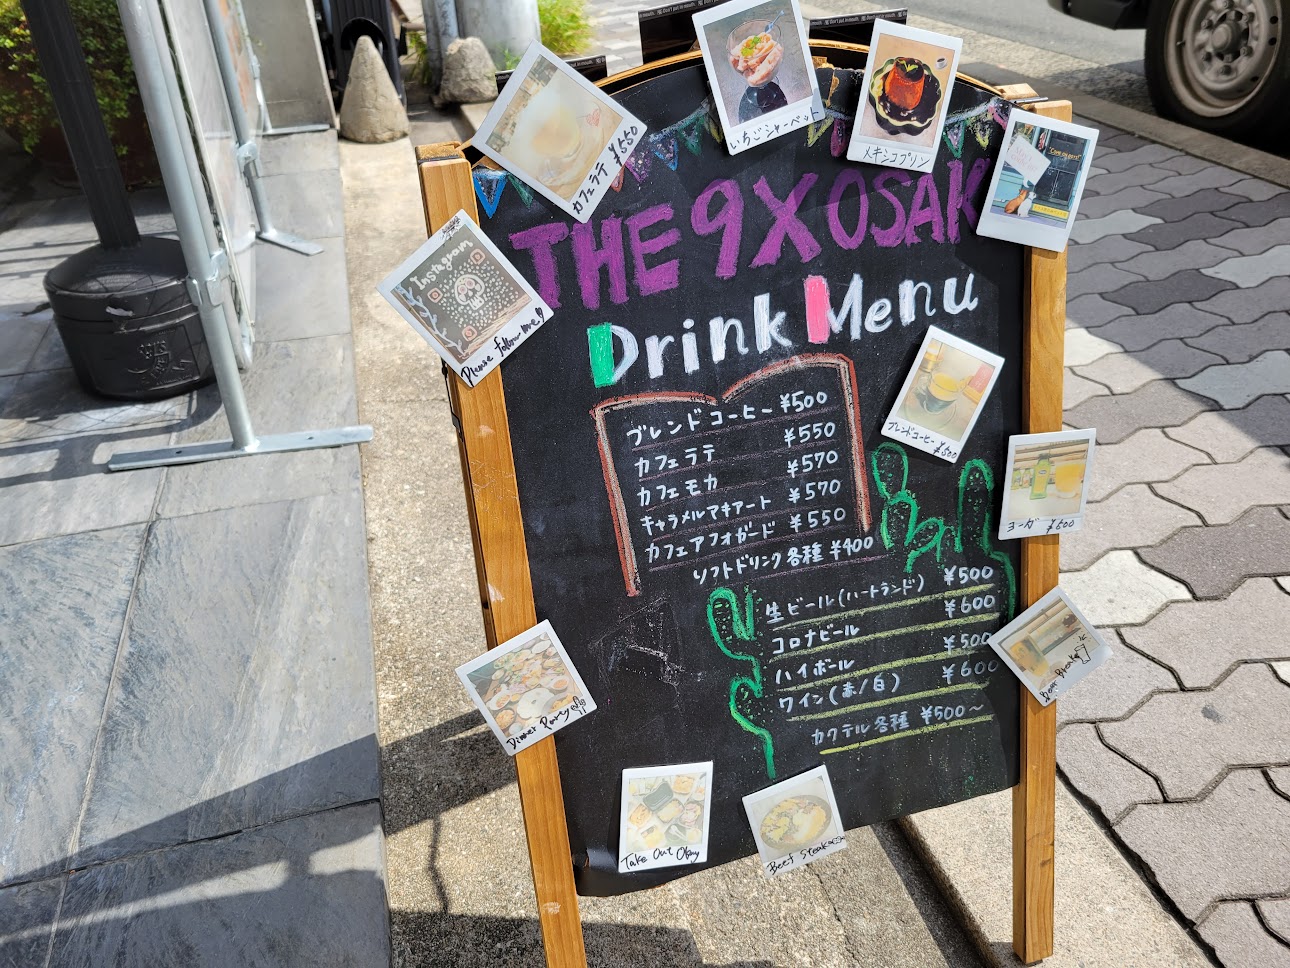 いちごシャーベット
メキシコプリン
カフェラテ ¥550
Instagram
Please follow me!
THE 9X OSAK
Drink Menu
ブレンドコーヒー ¥500
カフェラテ ¥550
カフェモカ ¥570
キャラメルマキアート ¥570
カフェアフォガード ¥550
ソフトドリンク各種 ¥400
生ビール(ハートランド) ¥500
コロナビール ¥600
ハイボール ¥500
ワイン(赤/白) ¥600
カクテル各種 ¥500〜
ブレンドコーヒー ¥500
ヨーガ ¥500
Beer Break
Dinner Party
Take Out Okay
Beef Steak